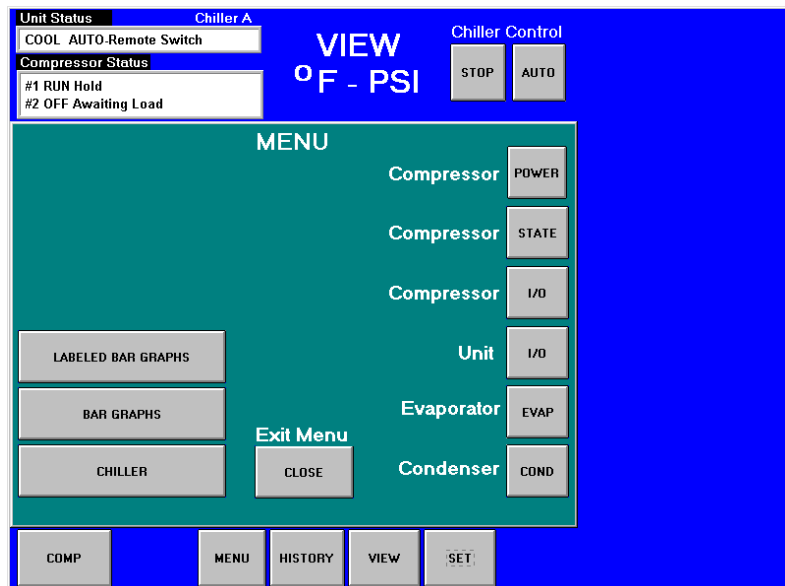 Unit Status Chiller A
COOL AUTO-Remote Switch
Compressor Status
#1 RUN Hold
#2 OFF Awaiting Load
VIEW
°F - PSI
Chiller Control
STOP AUTO
MENU
Compressor POWER
Compressor STATE
Compressor I/O
Unit I/O
Evaporator EVAP
Condenser COND
LABELED BAR GRAPHS
BAR GRAPHS
CHILLER
Exit Menu
CLOSE
COMP MENU HISTORY VIEW SET